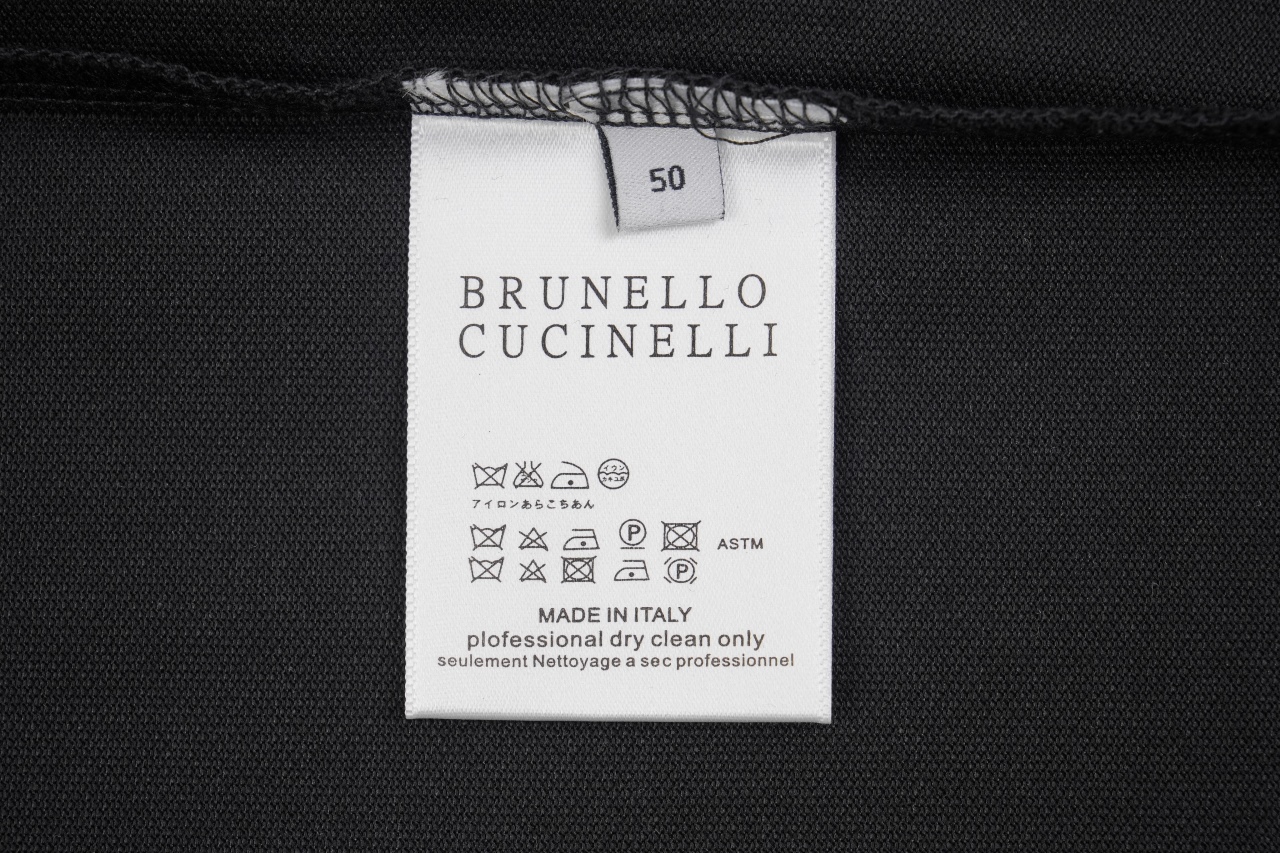 50
BRUNELLO
CUCINELLI
アイロンあらこちあん
P
ASTM
P
MADE IN ITALY
plofessional dry clean only
seulement Nettoyage a sec professionnel